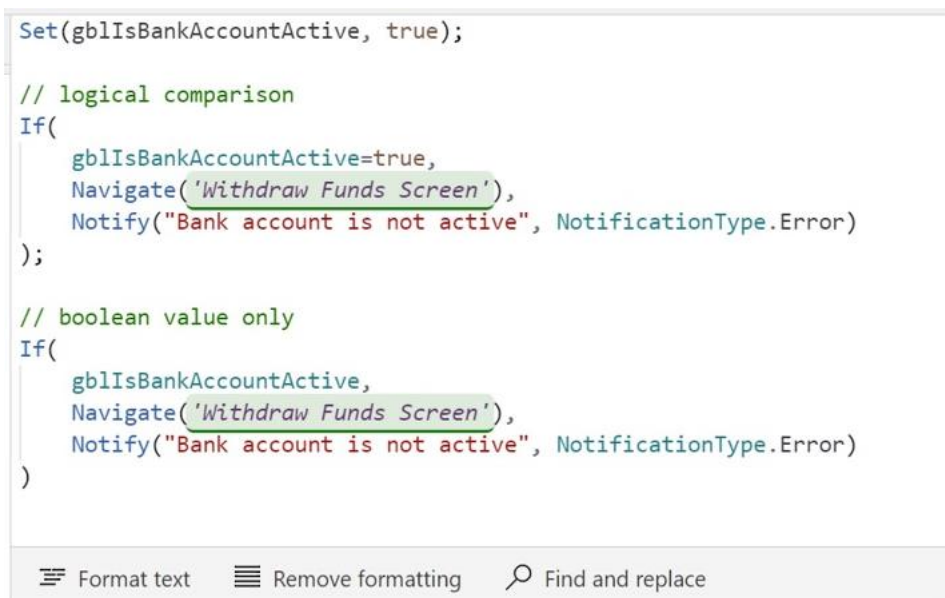 Set(gblIsBankAccountActive, true);
// logical comparison
If(
gblIsBankAccountActive=true,
Navigate('Withdraw Funds Screen'),
Notify("Bank account is not active", NotificationType.Error)
);
// boolean value only
If(
gblIsBankAccountActive,
Navigate('Withdraw Funds Screen'),
Notify("Bank account is not active", NotificationType.Error)
)
Format text Remove formatting Find and replace